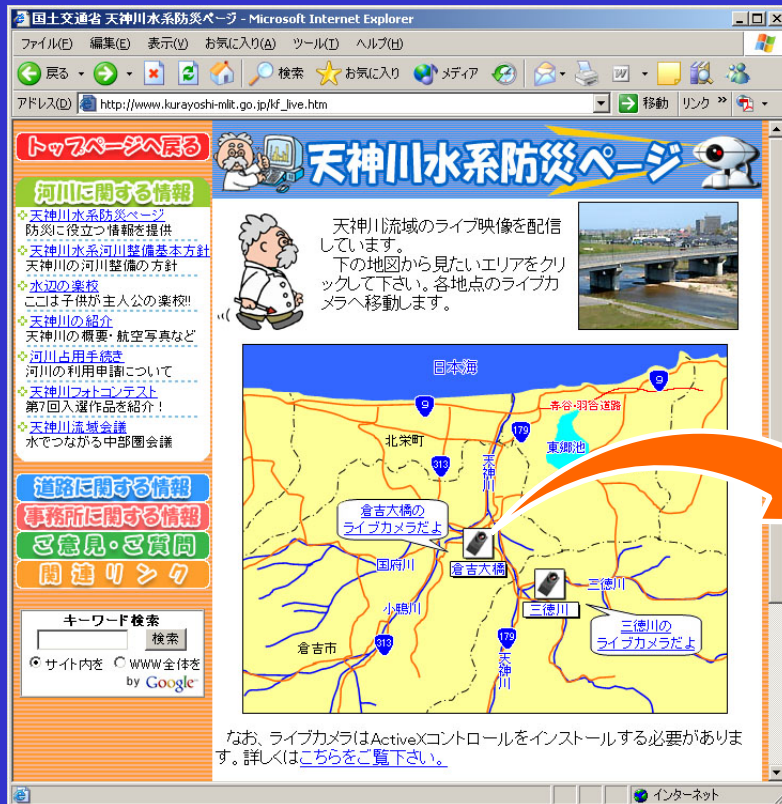 国土交通省 天神川水系防災ページ - Microsoft Internet Explorer
ファイル(F) 編集(E) 表示(V) お気に入り(A) ツール(T) ヘルプ(H)
戻る 検索 お気に入り メディア
アドレス(D) http://www.kurayoshi-mlit.go.jp/kf_live.htm 移動 リンク »
トップページへ戻る
天神川水系防災ページ
河川に関する情報
天神川水系防災ページ
防災に役立つ情報を提供
天神川水系河川整備基本方針
天神川の河川整備の方針
水辺の楽校
ここは子供が主人公の楽校!!
天神川の紹介
天神川の概要・航空写真など
河川占用手続き
河川の利用申請について
天神川フォトコンテスト
第7回入選作品を紹介!
天神川流域会議
水でつながる中部圏会議
道路に関する情報
事務所に関する情報
ご意見・ご質問
関連リンク
キーワード検索
検索
サイト内を WWW全体を
by Google
天神川流域のライブ映像を配信
しています。
下の地図から見たいエリアをクリ
ックして下さい。各地点のライブカ
メラへ移動します。
日本海
9
9
青谷・羽合道路
179
北栄町
天神川
東郷池
313
倉吉大橋の
ライブカメラだよ
国府川
倉吉大橋
三徳川
小鴨川
三徳川
三徳川の
ライブカメラだよ
313
倉吉市
179
天神川
なお、ライブカメラはActiveXコントロールをインストールする必要がありま
す。詳しくはこちらをご覧下さい。
インターネット